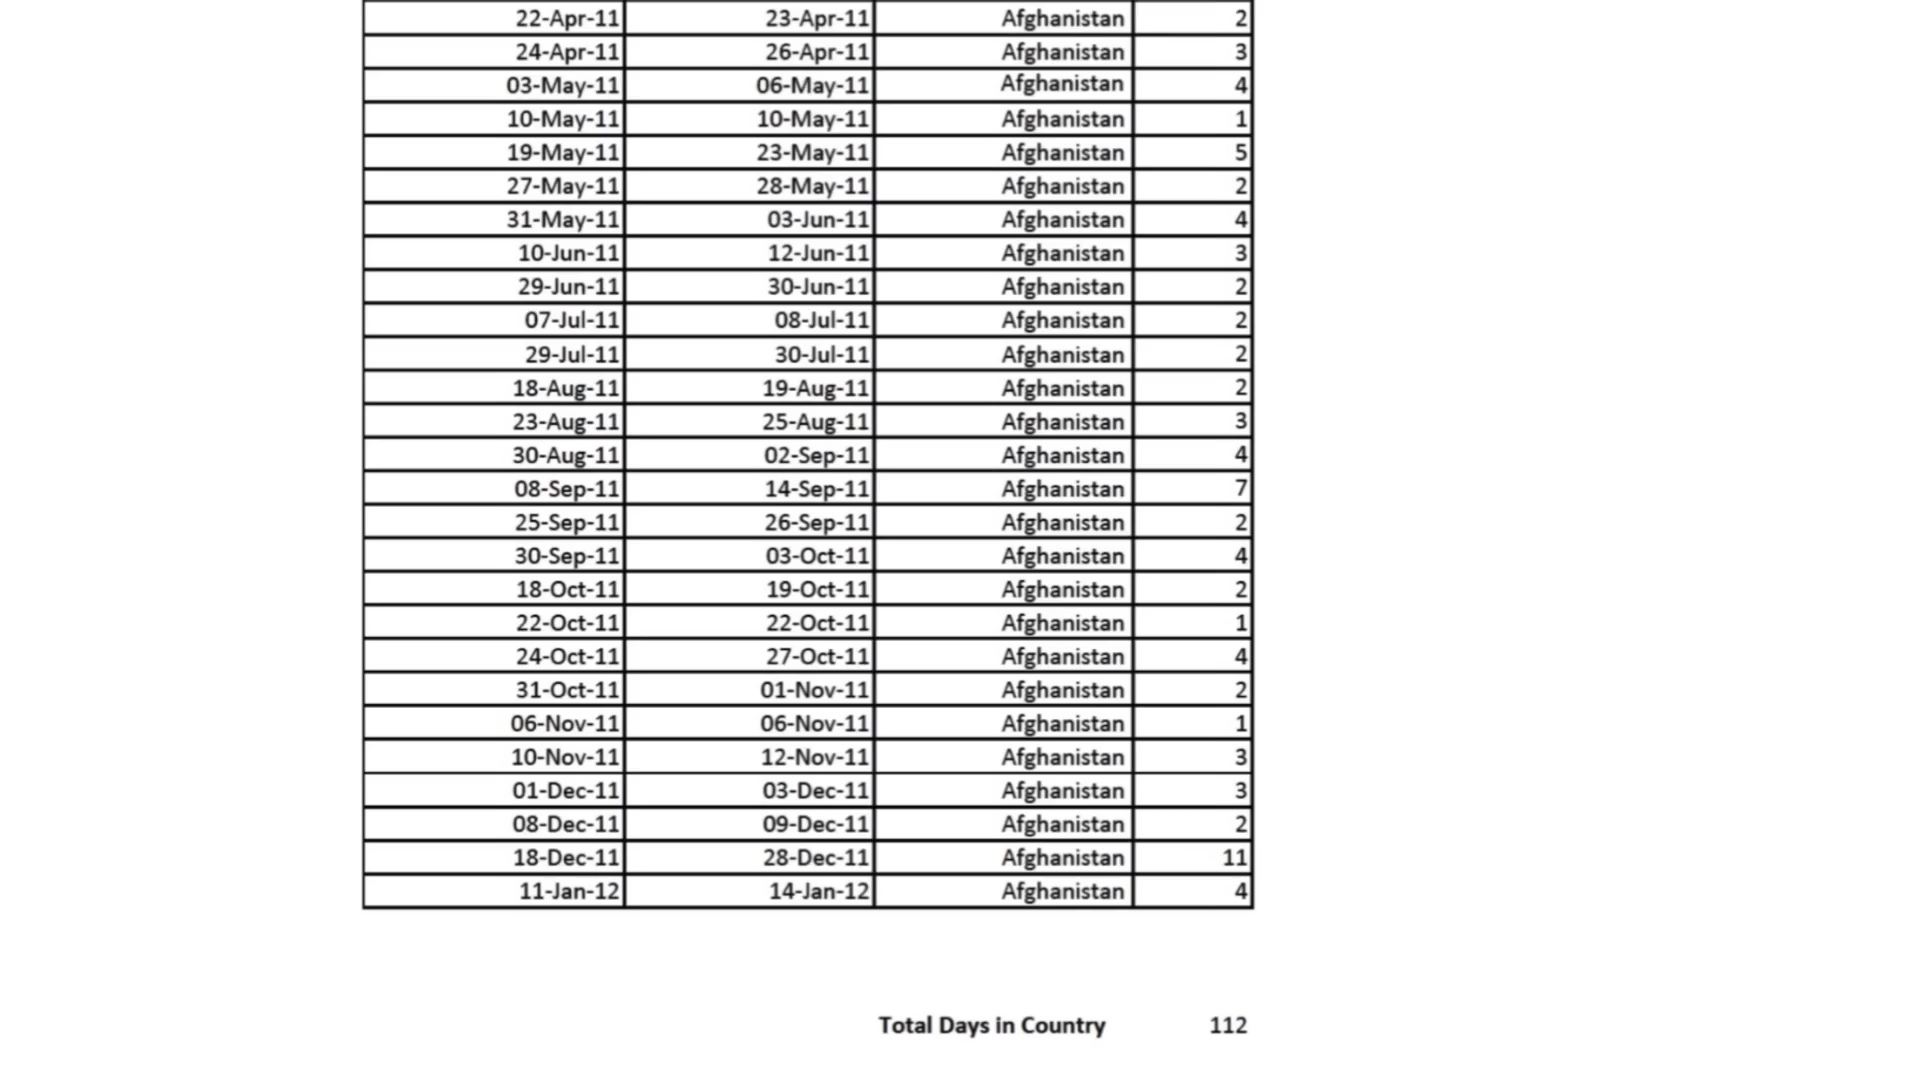 22-Apr-11 23-Apr-11 Afghanistan 2
24-Apr-11 26-Apr-11 Afghanistan 3
03-May-11 06-May-11 Afghanistan 4
10-May-11 10-May-11 Afghanistan 1
19-May-11 23-May-11 Afghanistan 5
27-May-11 28-May-11 Afghanistan 2
31-May-11 03-Jun-11 Afghanistan 4
10-Jun-11 12-Jun-11 Afghanistan 3
29-Jun-11 30-Jun-11 Afghanistan 2
07-Jul-11 08-Jul-11 Afghanistan 2
29-Jul-11 30-Jul-11 Afghanistan 2
18-Aug-11 19-Aug-11 Afghanistan 2
23-Aug-11 25-Aug-11 Afghanistan 3
30-Aug-11 02-Sep-11 Afghanistan 4
08-Sep-11 14-Sep-11 Afghanistan 7
25-Sep-11 26-Sep-11 Afghanistan 2
30-Sep-11 03-Oct-11 Afghanistan 4
18-Oct-11 19-Oct-11 Afghanistan 2
22-Oct-11 22-Oct-11 Afghanistan 1
24-Oct-11 27-Oct-11 Afghanistan 4
31-Oct-11 01-Nov-11 Afghanistan 2
06-Nov-11 06-Nov-11 Afghanistan 1
10-Nov-11 12-Nov-11 Afghanistan 3
01-Dec-11 03-Dec-11 Afghanistan 3
08-Dec-11 09-Dec-11 Afghanistan 2
18-Dec-11 28-Dec-11 Afghanistan 11
11-Jan-12 14-Jan-12 Afghanistan 4
Total Days in Country 112